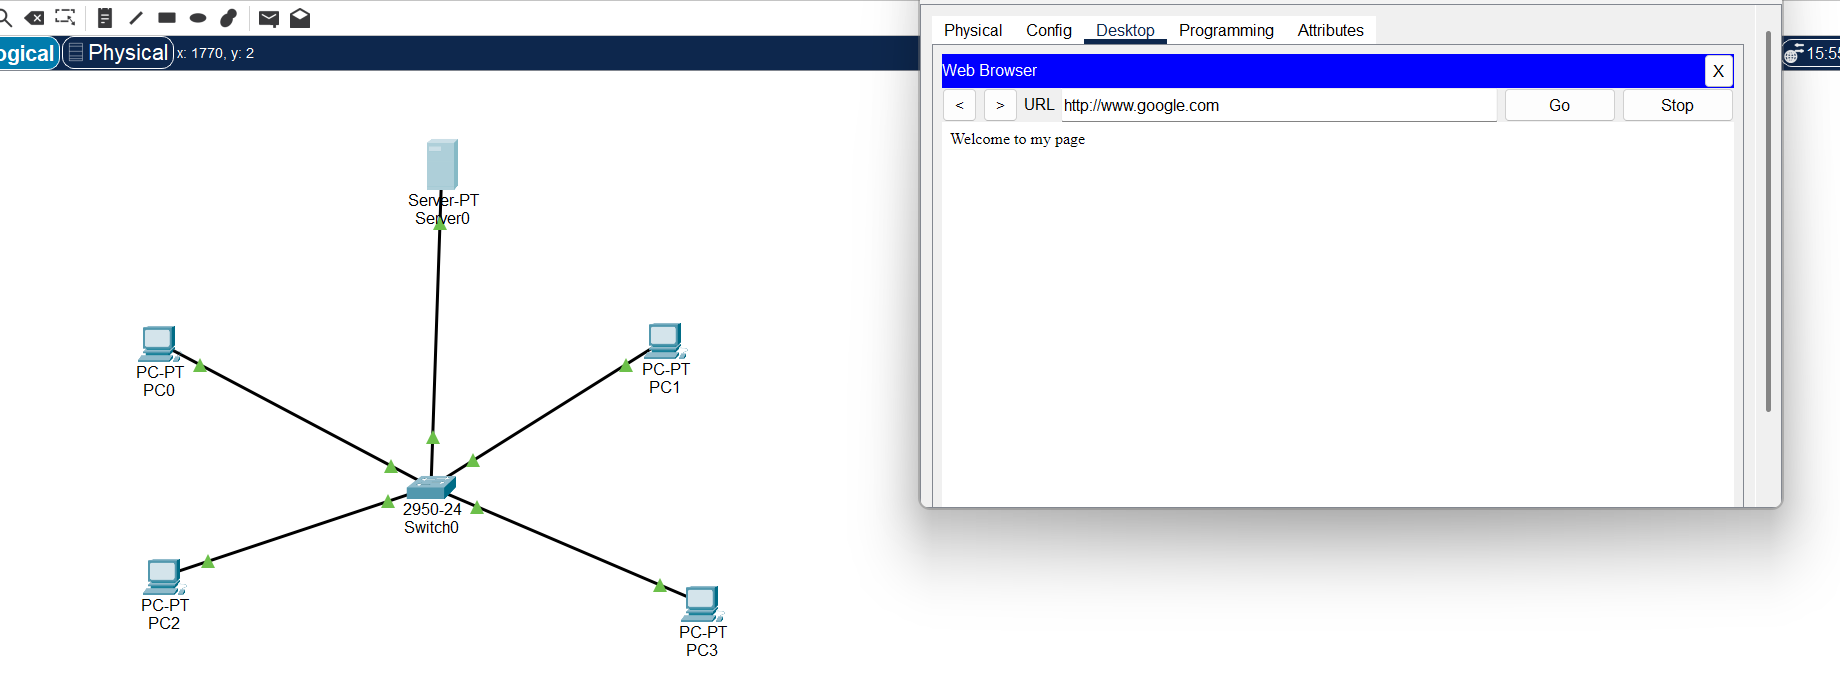 ogical Physical x: 1770, y: 2
15:55
Physical Config Desktop Programming Attributes
Web Browser X
< > URL http://www.google.com Go Stop
Welcome to my page
Server-PT
Server0
PC-PT
PC0
PC-PT
PC1
2950-24
Switch0
PC-PT
PC2
PC-PT
PC3